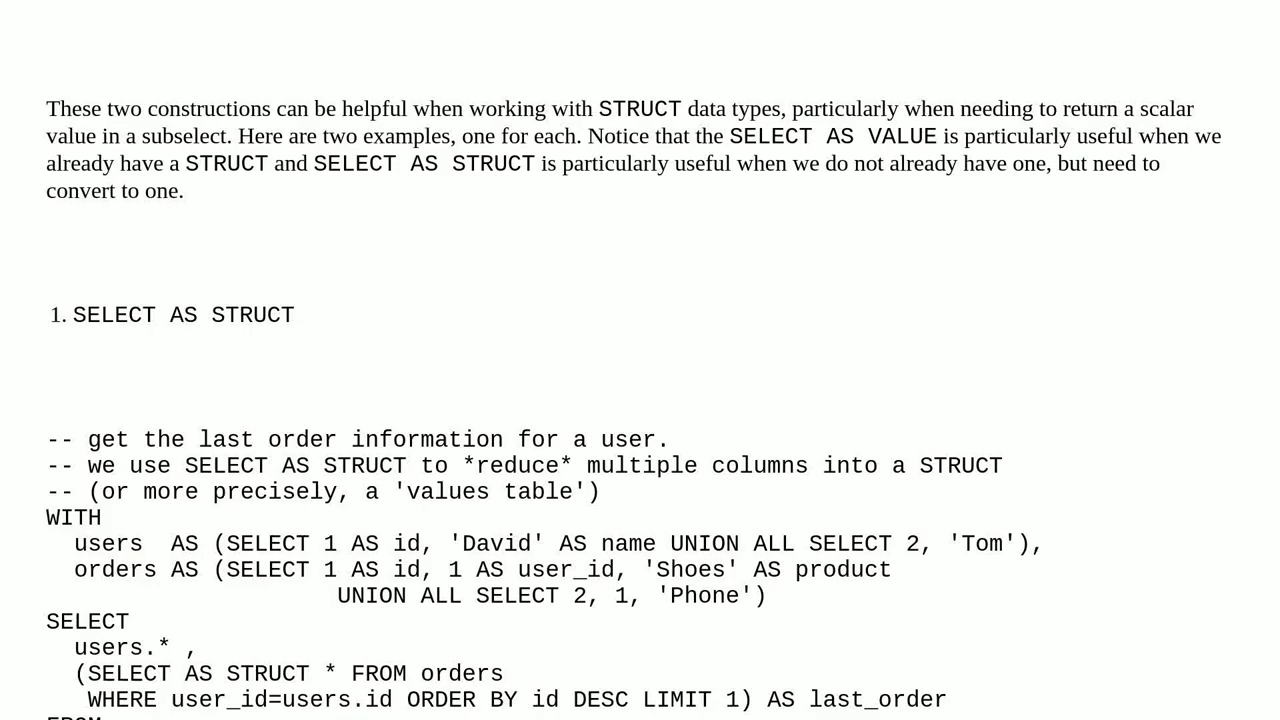 These two constructions can be helpful when working with STRUCT data types, particularly when needing to return a scalar
value in a subselect. Here are two examples, one for each. Notice that the SELECT AS VALUE is particularly useful when we
already have a STRUCT and SELECT AS STRUCT is particularly useful when we do not already have one, but need to
convert to one.
1. SELECT AS STRUCT
-- get the last order information for a user.
-- we use SELECT AS STRUCT to *reduce* multiple columns into a STRUCT
-- (or more precisely, a 'values table')
WITH
  users  AS (SELECT 1 AS id, 'David' AS name UNION ALL SELECT 2, 'Tom'),
  orders AS (SELECT 1 AS id, 1 AS user_id, 'Shoes' AS product
                     UNION ALL SELECT 2, 1, 'Phone')
SELECT
  users.* ,
  (SELECT AS STRUCT * FROM orders
   WHERE user_id=users.id ORDER BY id DESC LIMIT 1) AS last_order
FROM